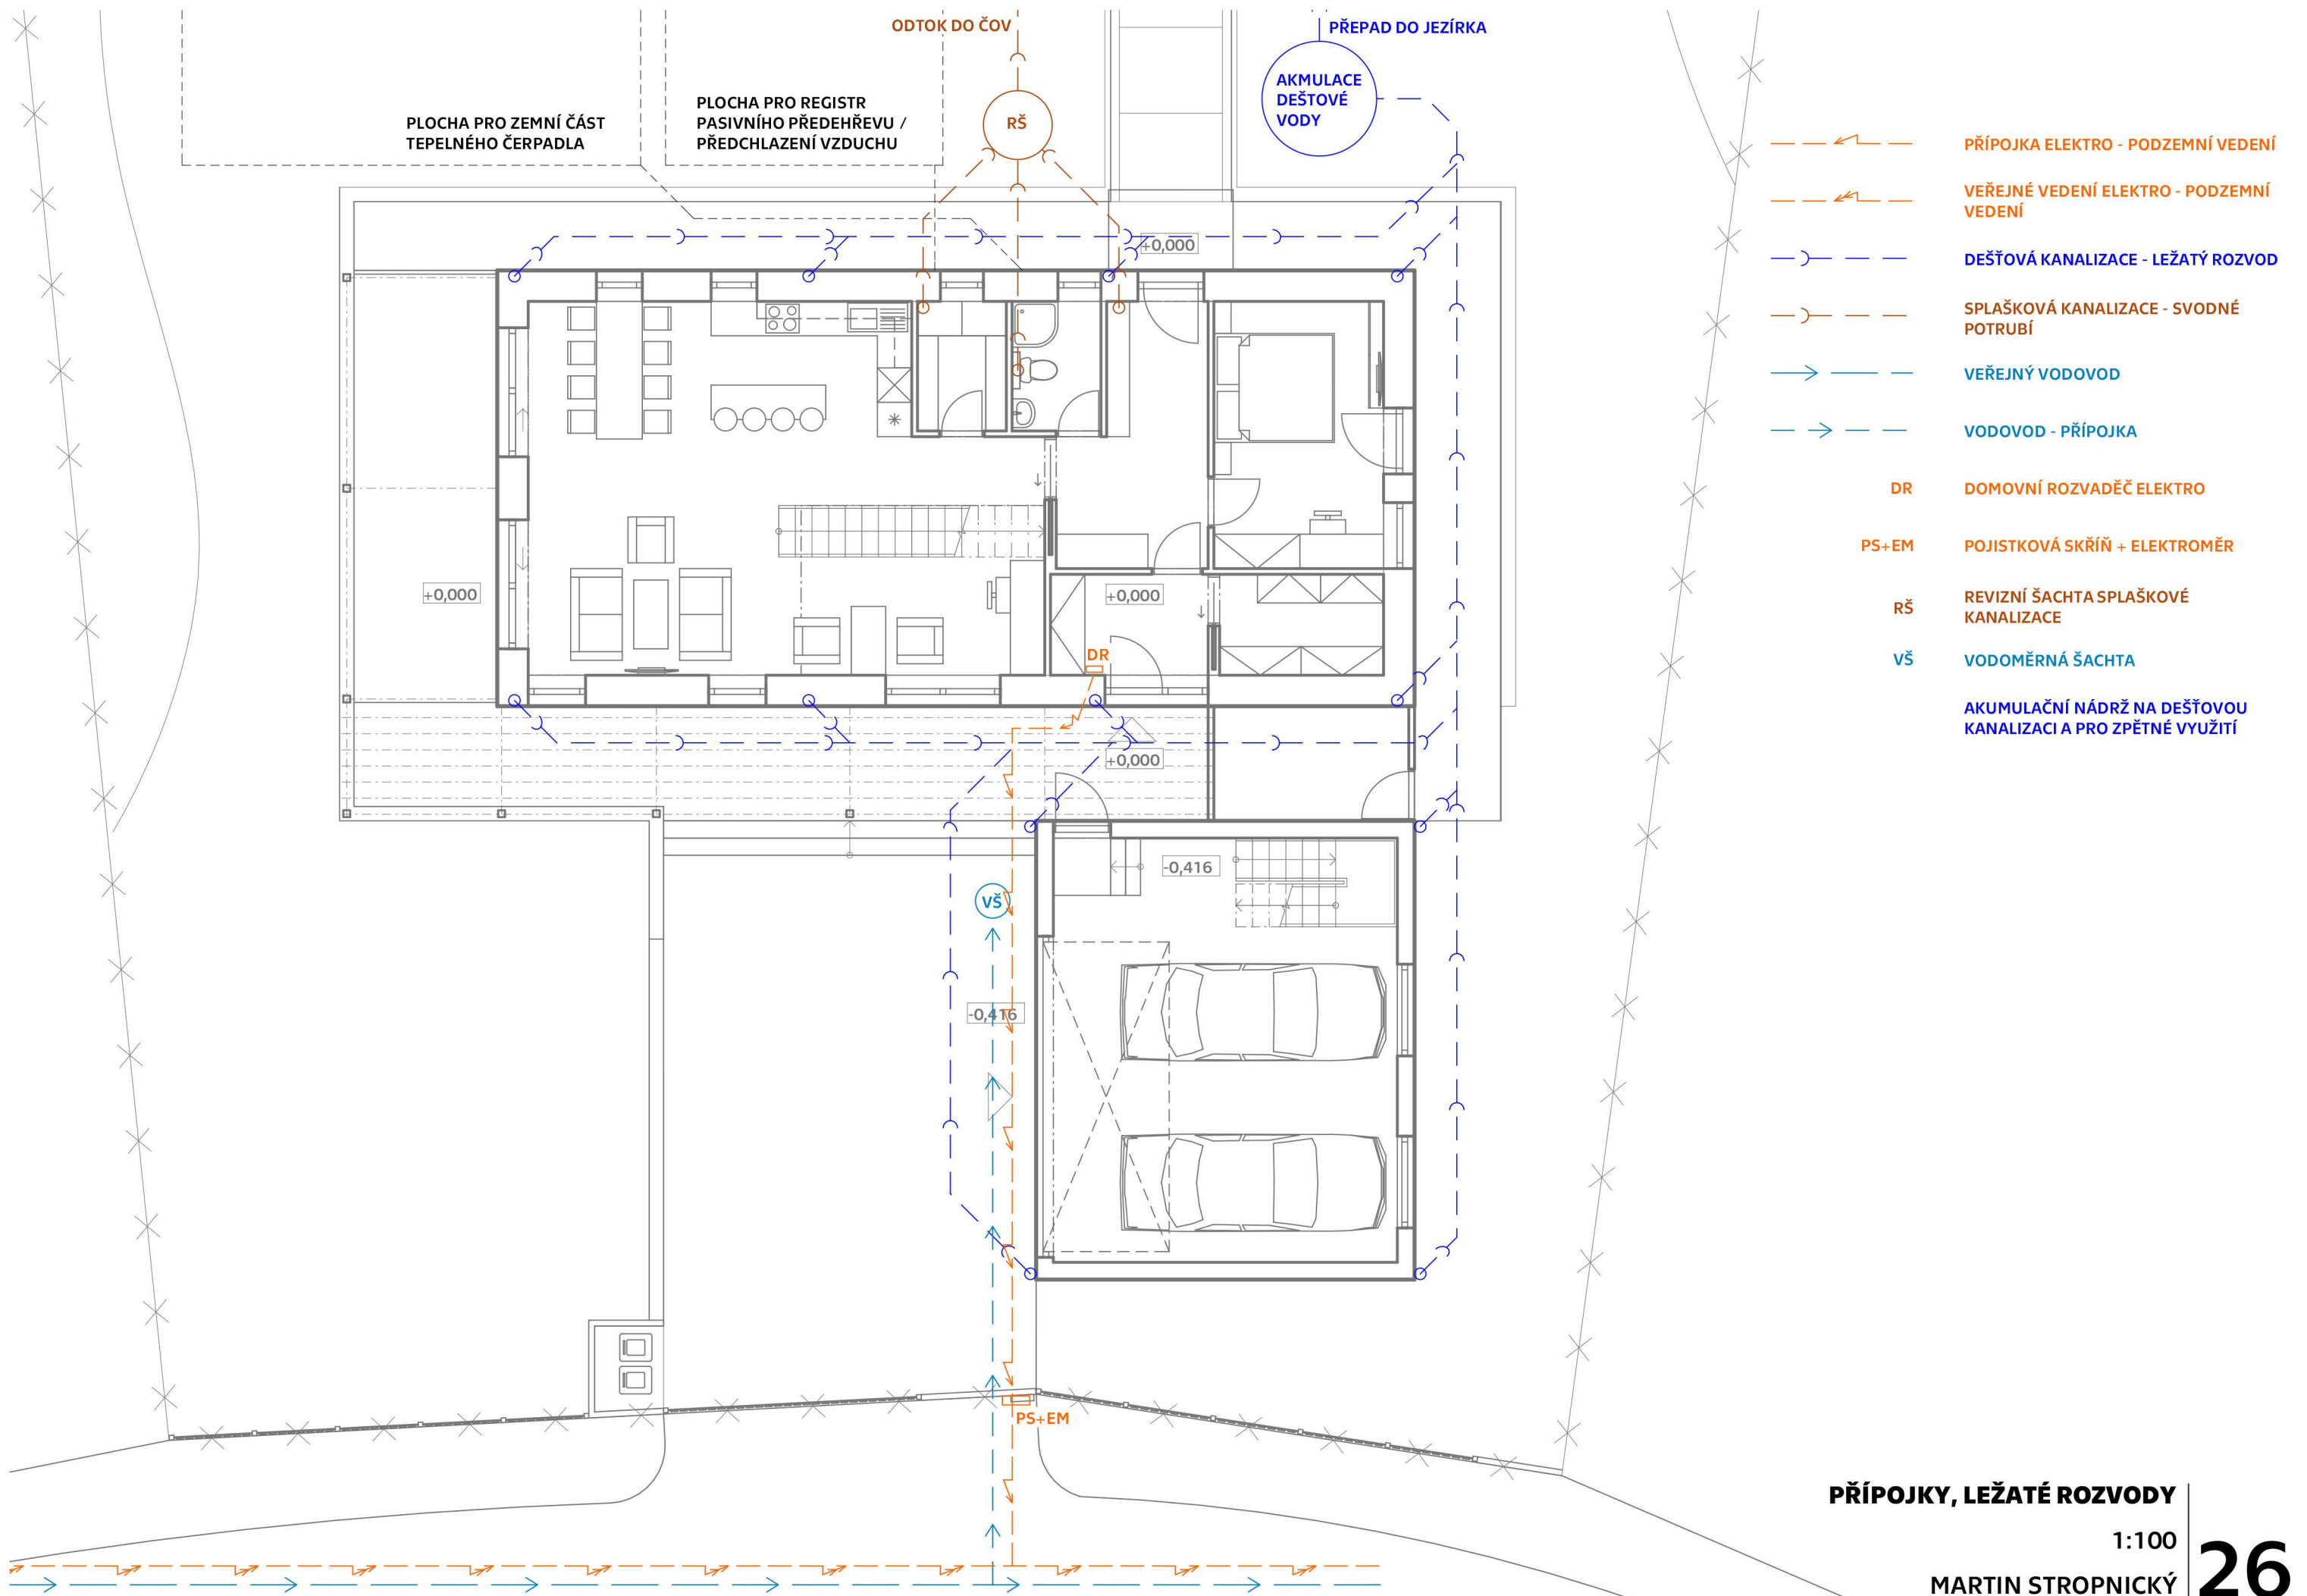 ODTOK DO ČOV
PŘEPAD DO JEZÍRKA
AKMULACE
DEŠTOVÉ
VODY
PLOCHA PRO ZEMNÍ ČÁST
TEPELNÉHO ČERPADLA
PLOCHA PRO REGISTR
PASIVNÍHO PŘEDEHŘEVU /
PŘEDCHLAZENÍ VZDUCHU
RŠ
+0,000
+0,000
+0,000
DR
+0,000
-0,416
VŠ
-0,416
PS+EM
PŘÍPOJKA ELEKTRO - PODZEMNÍ VEDENÍ
VEŘEJNÉ VEDENÍ ELEKTRO - PODZEMNÍ
VEDENÍ
DEŠŤOVÁ KANALIZACE - LEŽATÝ ROZVOD
SPLAŠKOVÁ KANALIZACE - SVODNÉ
POTRUBÍ
VEŘEJNÝ VODOVOD
VODOVOD - PŘÍPOJKA
DR DOMOVNÍ ROZVADĚČ ELEKTRO
PS+EM POJISTKOVÁ SKŘÍŇ + ELEKTROMĚR
RŠ REVIZNÍ ŠACHTA SPLAŠKOVÉ
KANALIZACE
VŠ VODOMĚRNÁ ŠACHTA
AKUMULAČNÍ NÁDRŽ NA DEŠŤOVOU
KANALIZACI A PRO ZPĚTNÉ VYUŽITÍ
PŘÍPOJKY, LEŽATÉ ROZVODY
1:100
MARTIN STROPNICKÝ
26